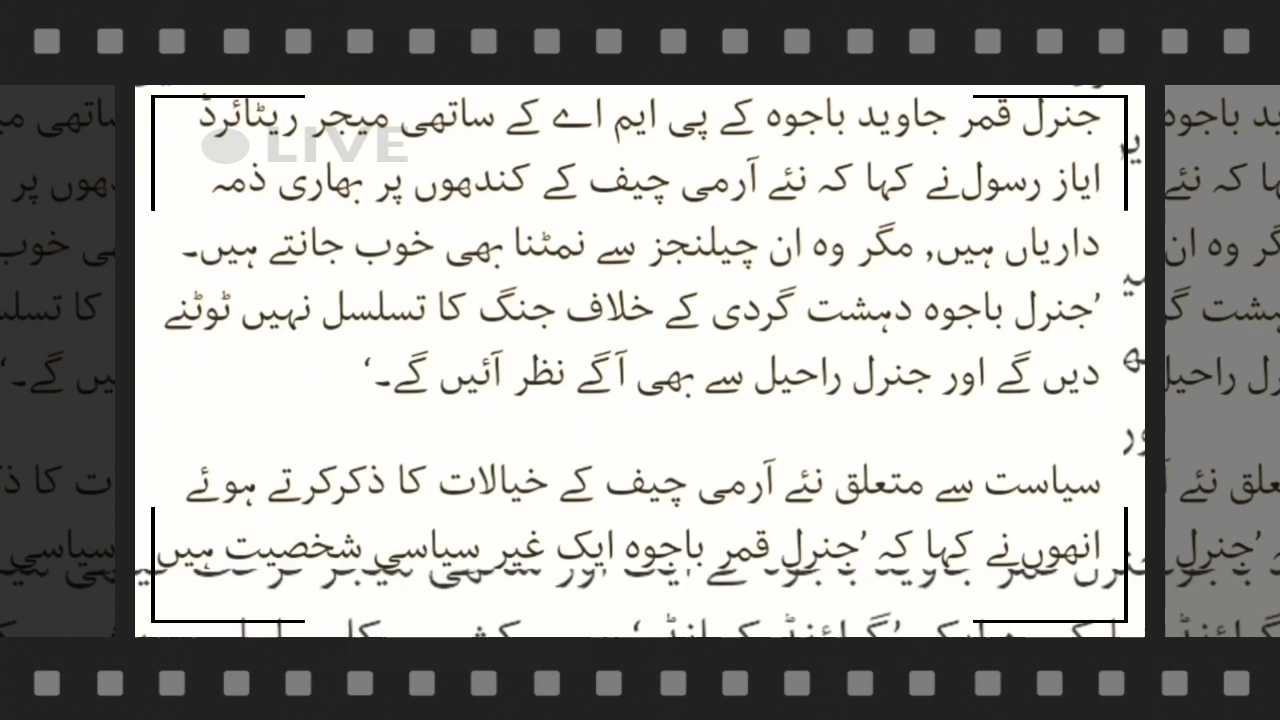 جنرل قمر جاوید باجوہ کے پی ایم اے کے ساتھی میجر ریٹائرڈ
LIVE
ایاز رسول نے کہا کہ نئے آرمی چیف کے کندھوں پر بھاری ذمہ
داریاں ہیں, مگر وہ ان چیلنجز سے نمٹنا بھی خوب جانتے ہیں۔
’جنرل باجوہ دہشت گردی کے خلاف جنگ کا تسلسل نہیں ٹوٹنے
دیں گے اور جنرل راحیل سے بھی آگے نظر آئیں گے۔‘
سیاست سے متعلق نئے آرمی چیف کے خیالات کا ذکرکرتے ہوئے
انھوں نے کہا کہ ’جنرل قمر باجوہ ایک غیر سیاسی شخصیت ہیں